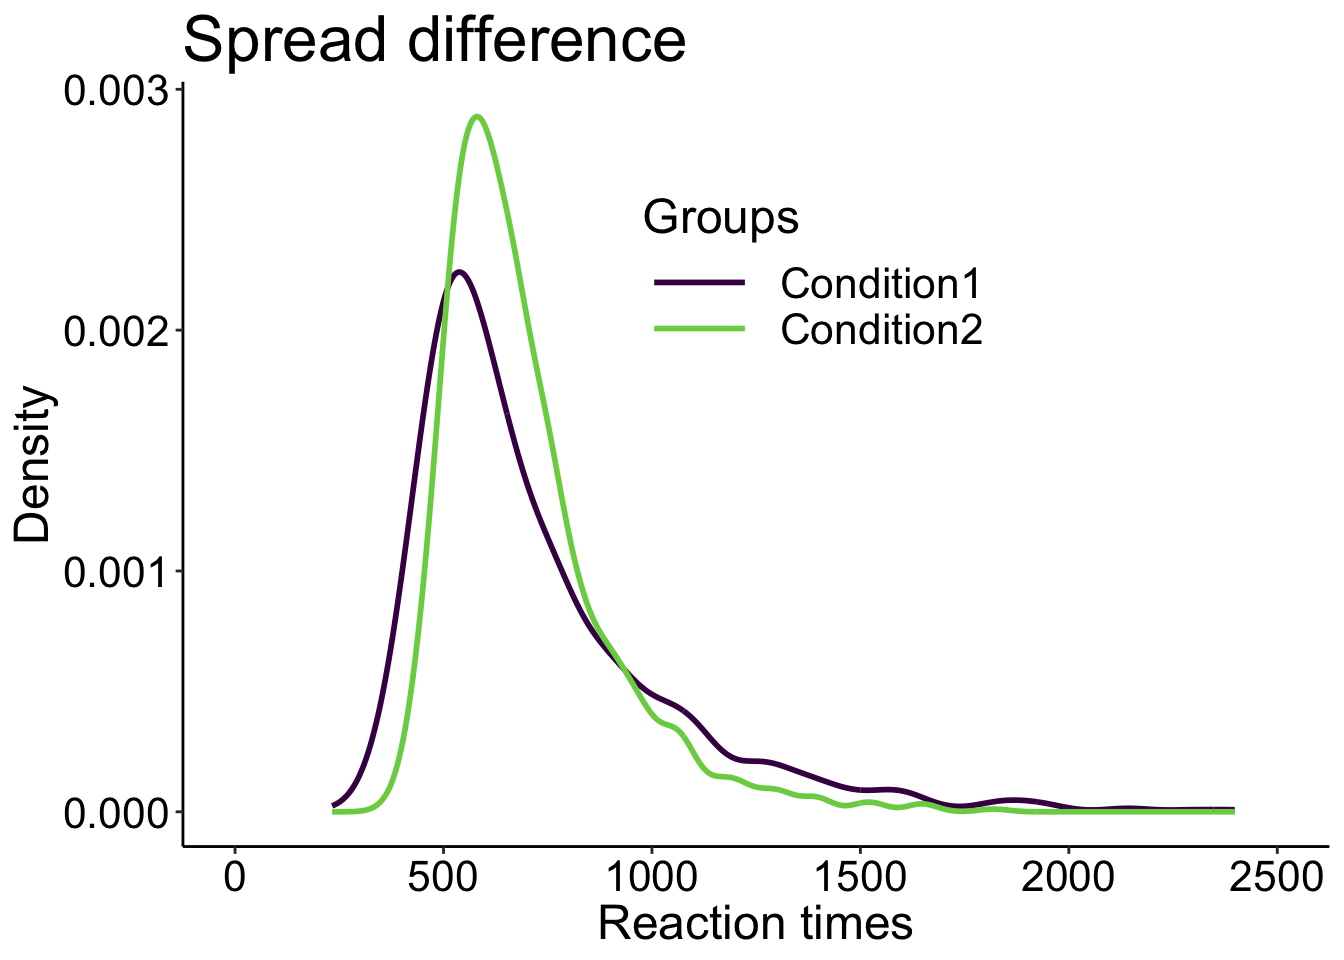 Spread difference
0.003
0.002
0.001
0.000
Density
Groups
Condition1
Condition2
0 500 1000 1500 2000 2500
Reaction times